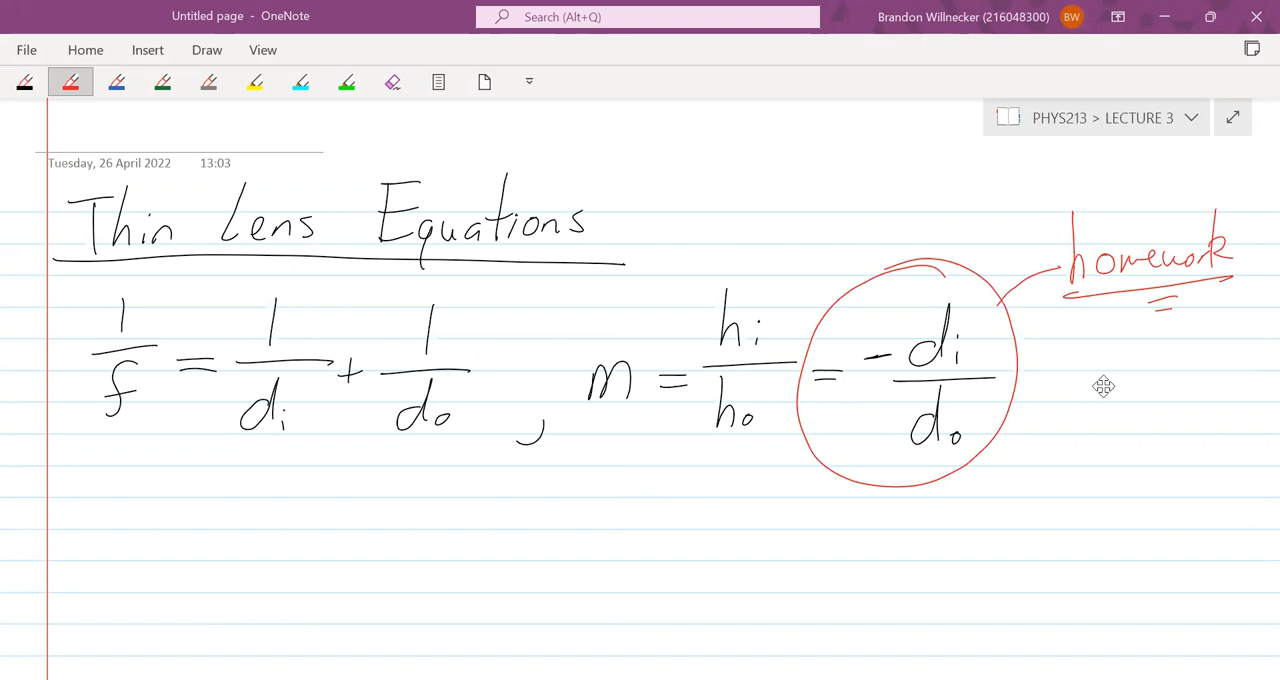 Untitled page - OneNote
Search (Alt+Q)
Brandon Willnecker (216048300)
BW
File Home Insert Draw View
PHYS213 > LECTURE 3
Tuesday, 26 April 2022 13:03
Thin Lens Equations
homework
1/f = 1/di + 1/do , m = hi/ho = - di/do